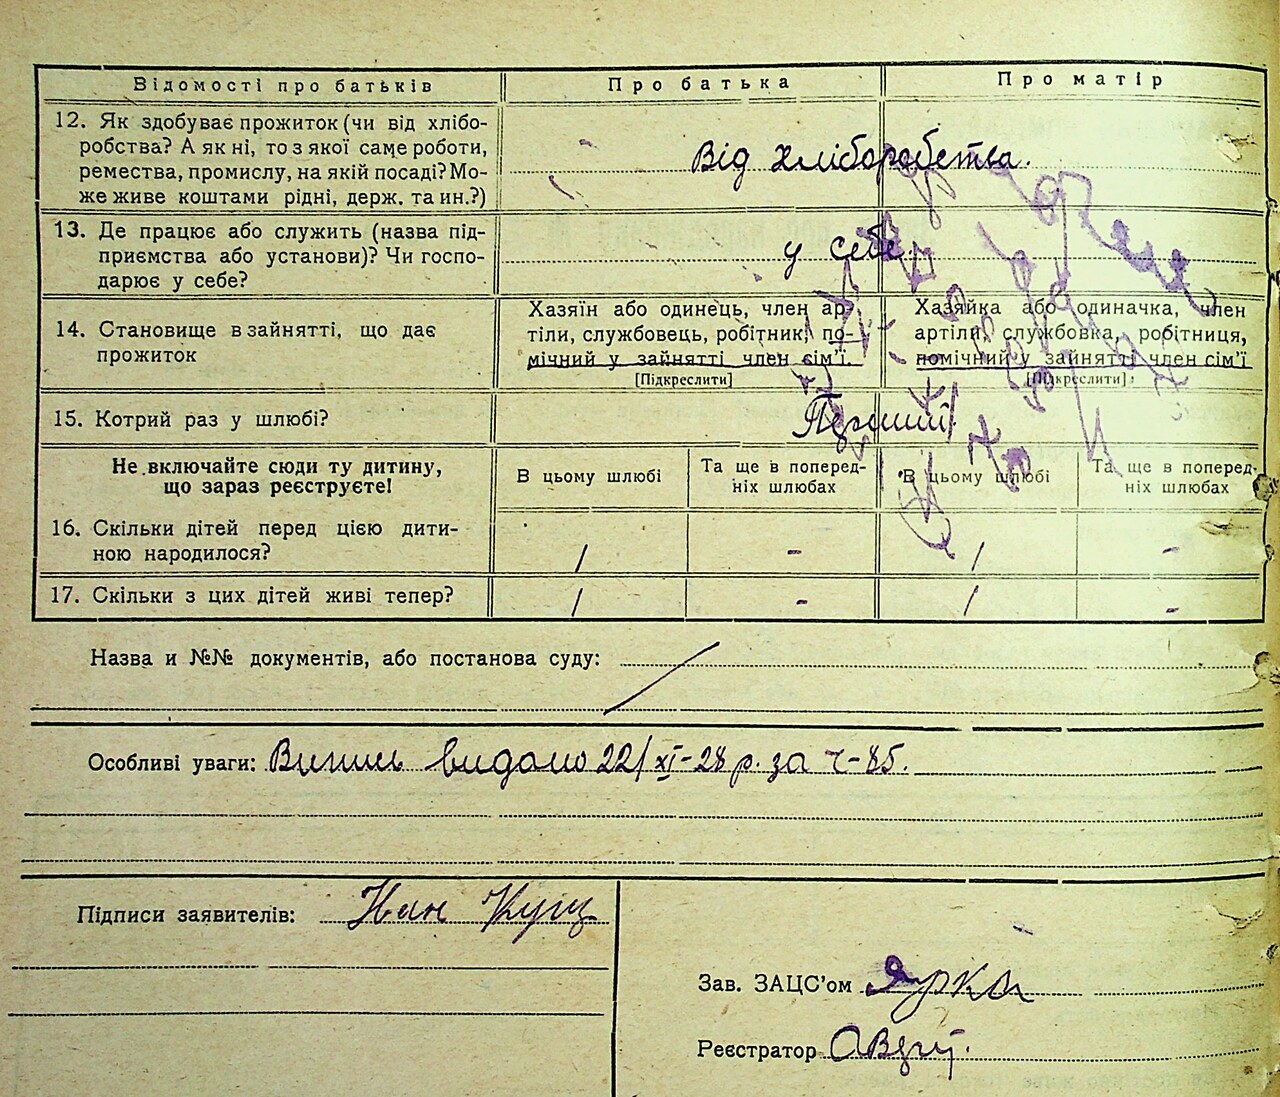 Відомості про батьків
Про батька
Про матір
12. Як здобуває прожиток (чи від хлібо-
робства? А як ні, то з якої саме роботи,
ремества, промислу, на якій посаді? Мо-
же живе коштами рідні, держ. та ин.?)
Від хліборобства.
13. Де працює або служить (назва під-
приємства або установи)? Чи госпо-
дарює у себе?
у себе
14. Становище в зайнятті, що дає
прожиток
Хазяїн або одинець, член ар-
тілі, службовець, робітник, по-
мічний у зайнятті член сім'ї.
[Підкреслити]
Хазяйка або одиначка, член
артілі, службовка, робітниця,
помічний у зайнятті член сім'ї
[Підкреслити]
15. Котрий раз у шлюбі?
Не включайте сюди ту дитину,
що зараз реєструєте!
В цьому шлюбі
Та ще в поперед-
ніх шлюбах
В цьому шлюбі
Та ще в поперед-
ніх шлюбах
16. Скільки дітей перед цією дити-
ною народилося?
/ - / -
17. Скільки з цих дітей живі тепер?
/ - / -
Назва и №№ документів, або постанова суду:
Особливі уваги: Випись видано 22/XI-28 р. за ч-85.
Підписи заявителів: Иван Кущ
Зав. ЗАЦС'ом
Реєстратор